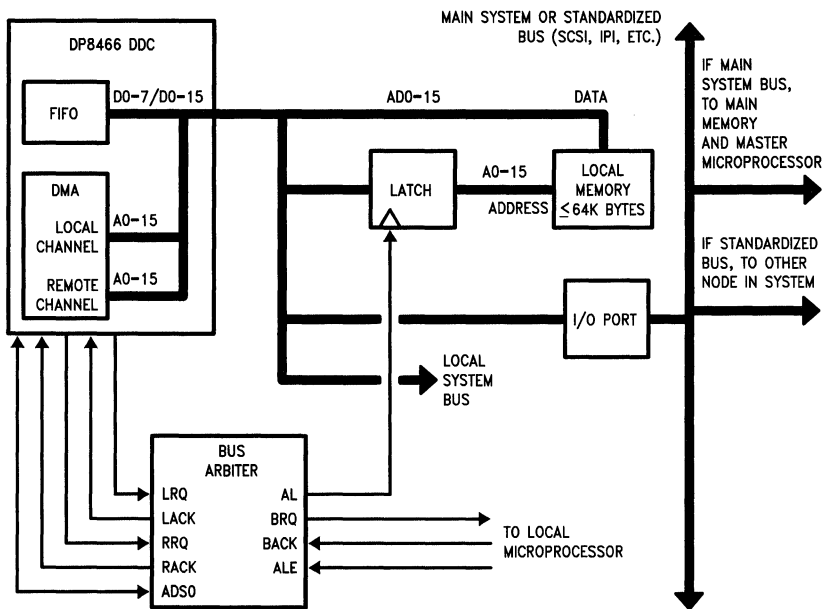 MAIN SYSTEM OR STANDARDIZED
BUS (SCSI, IPI, ETC.)
DP8466 DDC
FIFO
D0-7/D0-15
AD0-15
DATA
IF MAIN
SYSTEM BUS,
TO MAIN
MEMORY
AND MASTER
MICROPROCESSOR
DMA
LOCAL
CHANNEL
A0-15
REMOTE
CHANNEL
A0-15
LATCH
A0-15
ADDRESS
LOCAL
MEMORY
≤64K BYTES
IF STANDARDIZED
BUS, TO OTHER
NODE IN SYSTEM
I/O PORT
LOCAL
SYSTEM
BUS
BUS
ARBITER
LRQ
LACK
RRQ
RACK
ADS0
AL
BRQ
BACK
ALE
TO LOCAL
MICROPROCESSOR